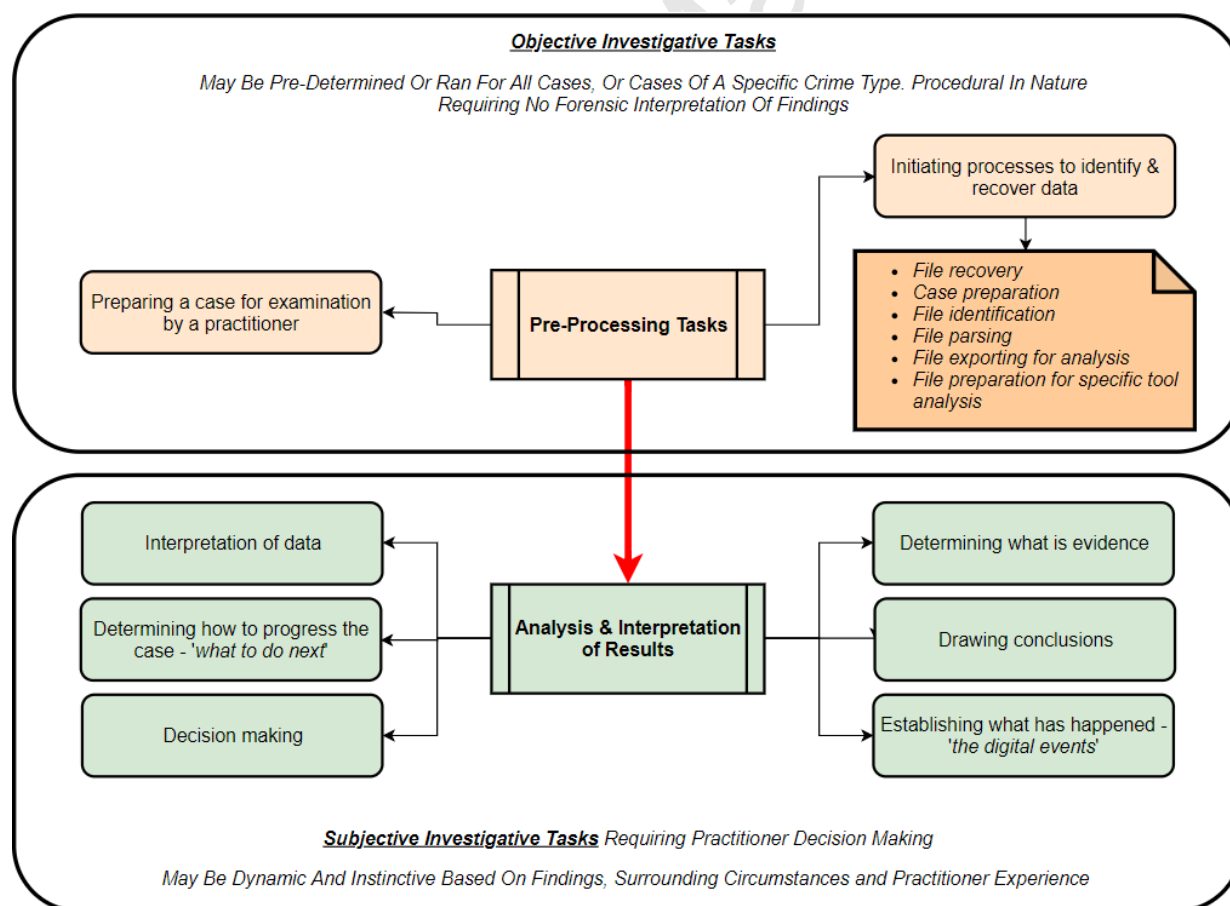 Objective Investigative Tasks
May Be Pre-Determined Or Ran For All Cases, Or Cases Of A Specific Crime Type. Procedural In Nature
Requiring No Forensic Interpretation Of Findings
Initiating processes to identify &
recover data
• File recovery
• Case preparation
• File identification
• File parsing
• File exporting for analysis
• File preparation for specific tool
analysis
Preparing a case for examination
by a practitioner
Pre-Processing Tasks
Interpretation of data
Determining how to progress the
case - 'what to do next'
Decision making
Analysis & Interpretation
of Results
Determining what is evidence
Drawing conclusions
Establishing what has happened -
'the digital events'
Subjective Investigative Tasks Requiring Practitioner Decision Making
May Be Dynamic And Instinctive Based On Findings, Surrounding Circumstances and Practitioner Experience